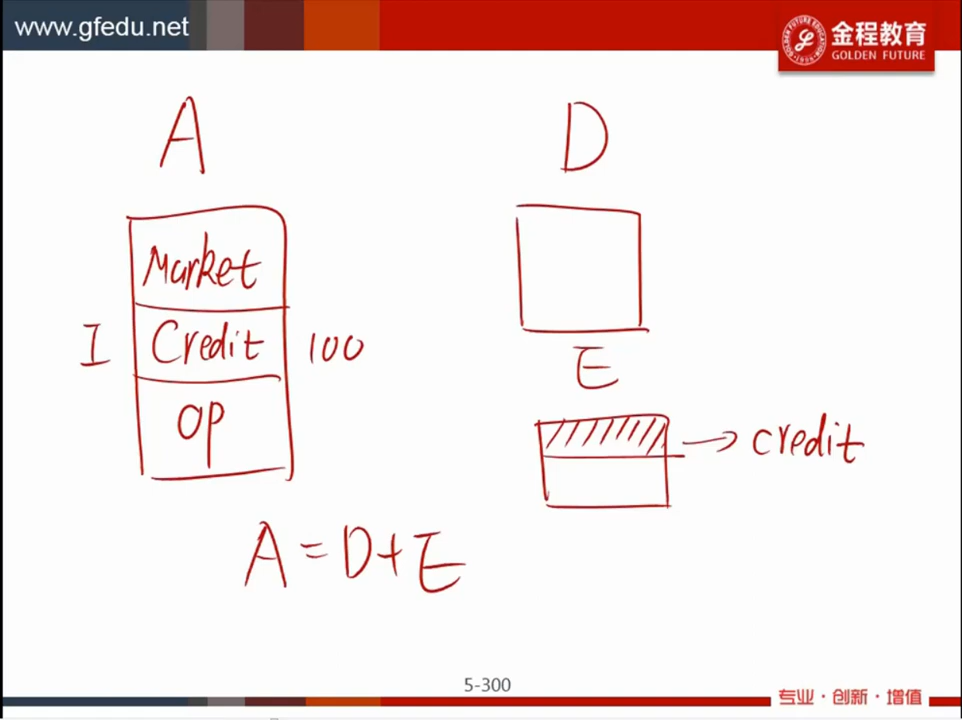 www.gfedu.net
金程教育
GOLDEN FUTURE
A
D
Market
I Credit 100
op
E
credit
A=D+E
5-300
专业·创新·增值